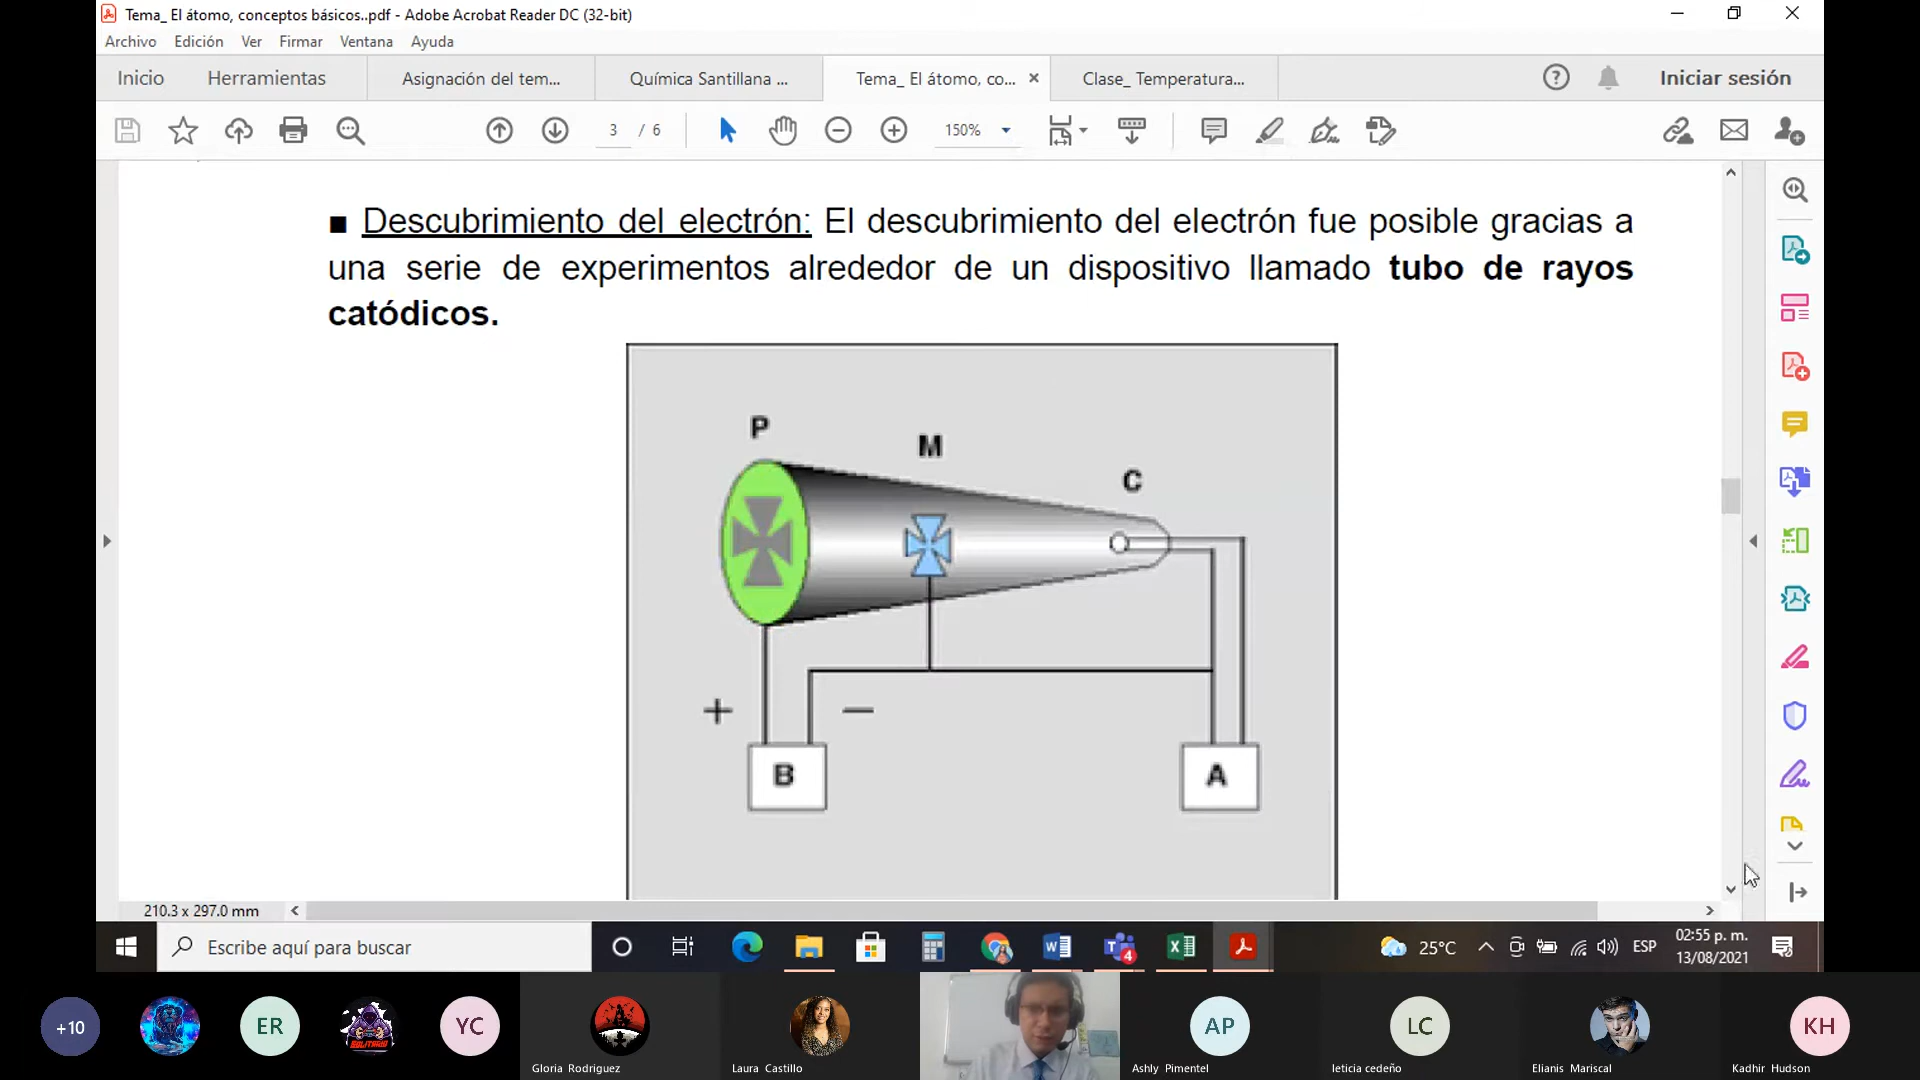 Tema_ El átomo, conceptos básicos..pdf - Adobe Acrobat Reader DC (32-bit)
Archivo Edición Ver Firmar Ventana Ayuda
Inicio Herramientas Asignación del tem... Química Santillana ... Tema_ El átomo, co... Clase_ Temperatura... Iniciar sesión
3 / 6 150%
■ Descubrimiento del electrón: El descubrimiento del electrón fue posible gracias a
una serie de experimentos alrededor de un dispositivo llamado tubo de rayos
catódicos.
P
M
C
+ −
B A
210.3 x 297.0 mm
Escribe aquí para buscar 4 25°C ESP 02:55 p. m.
13/08/2021
+10 ER SOLITARIO YC AP LC KH
Gloria Rodriguez Laura Castillo Ashly Pimentel leticia cedeño Elianis Mariscal Kadhir Hudson